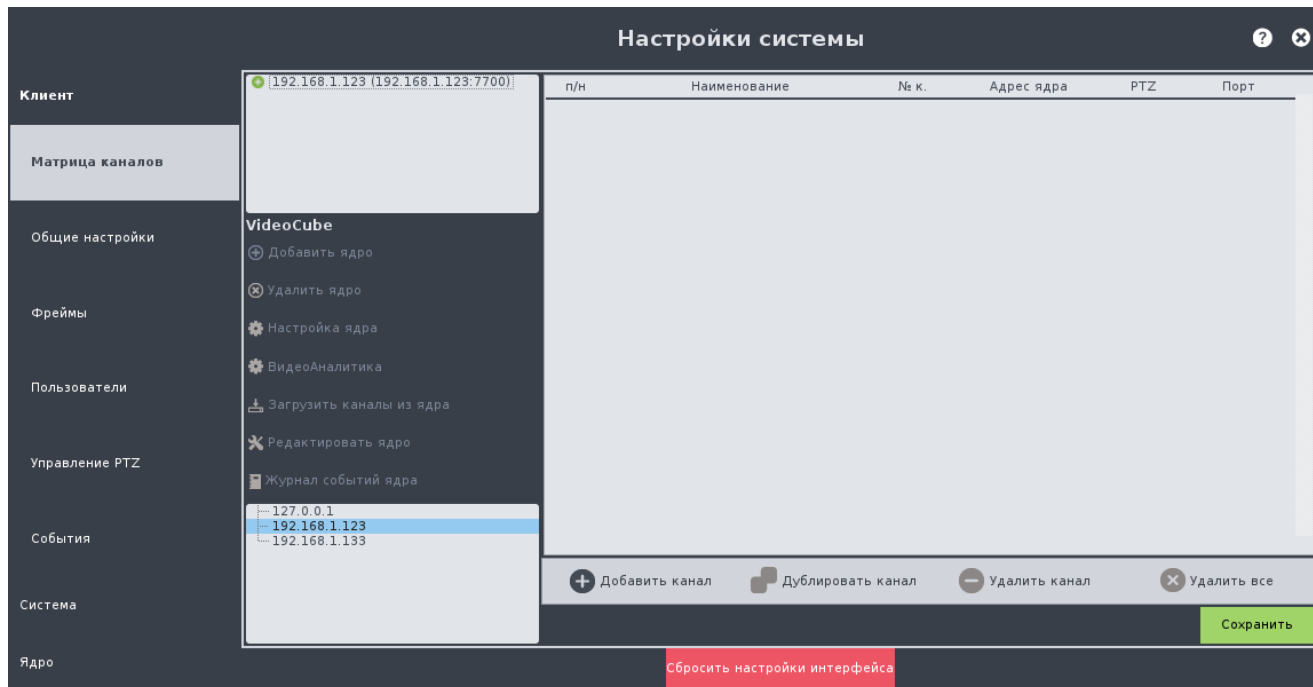 Настройки системы
?
Клиент
Матрица каналов
Общие настройки
Фреймы
Пользователи
Управление PTZ
События
Система
Ядро
192.168.1.123 (192.168.1.123:7700)
VideoCube
Добавить ядро
Удалить ядро
Настройка ядра
ВидеоАналитика
Загрузить каналы из ядра
Редактировать ядро
Журнал событий ядра
127.0.0.1
192.168.1.123
192.168.1.133
п/н Наименование № к. Адрес ядра PTZ Порт
Добавить канал Дублировать канал Удалить канал Удалить все
Сохранить
Сбросить настройки интерфейса